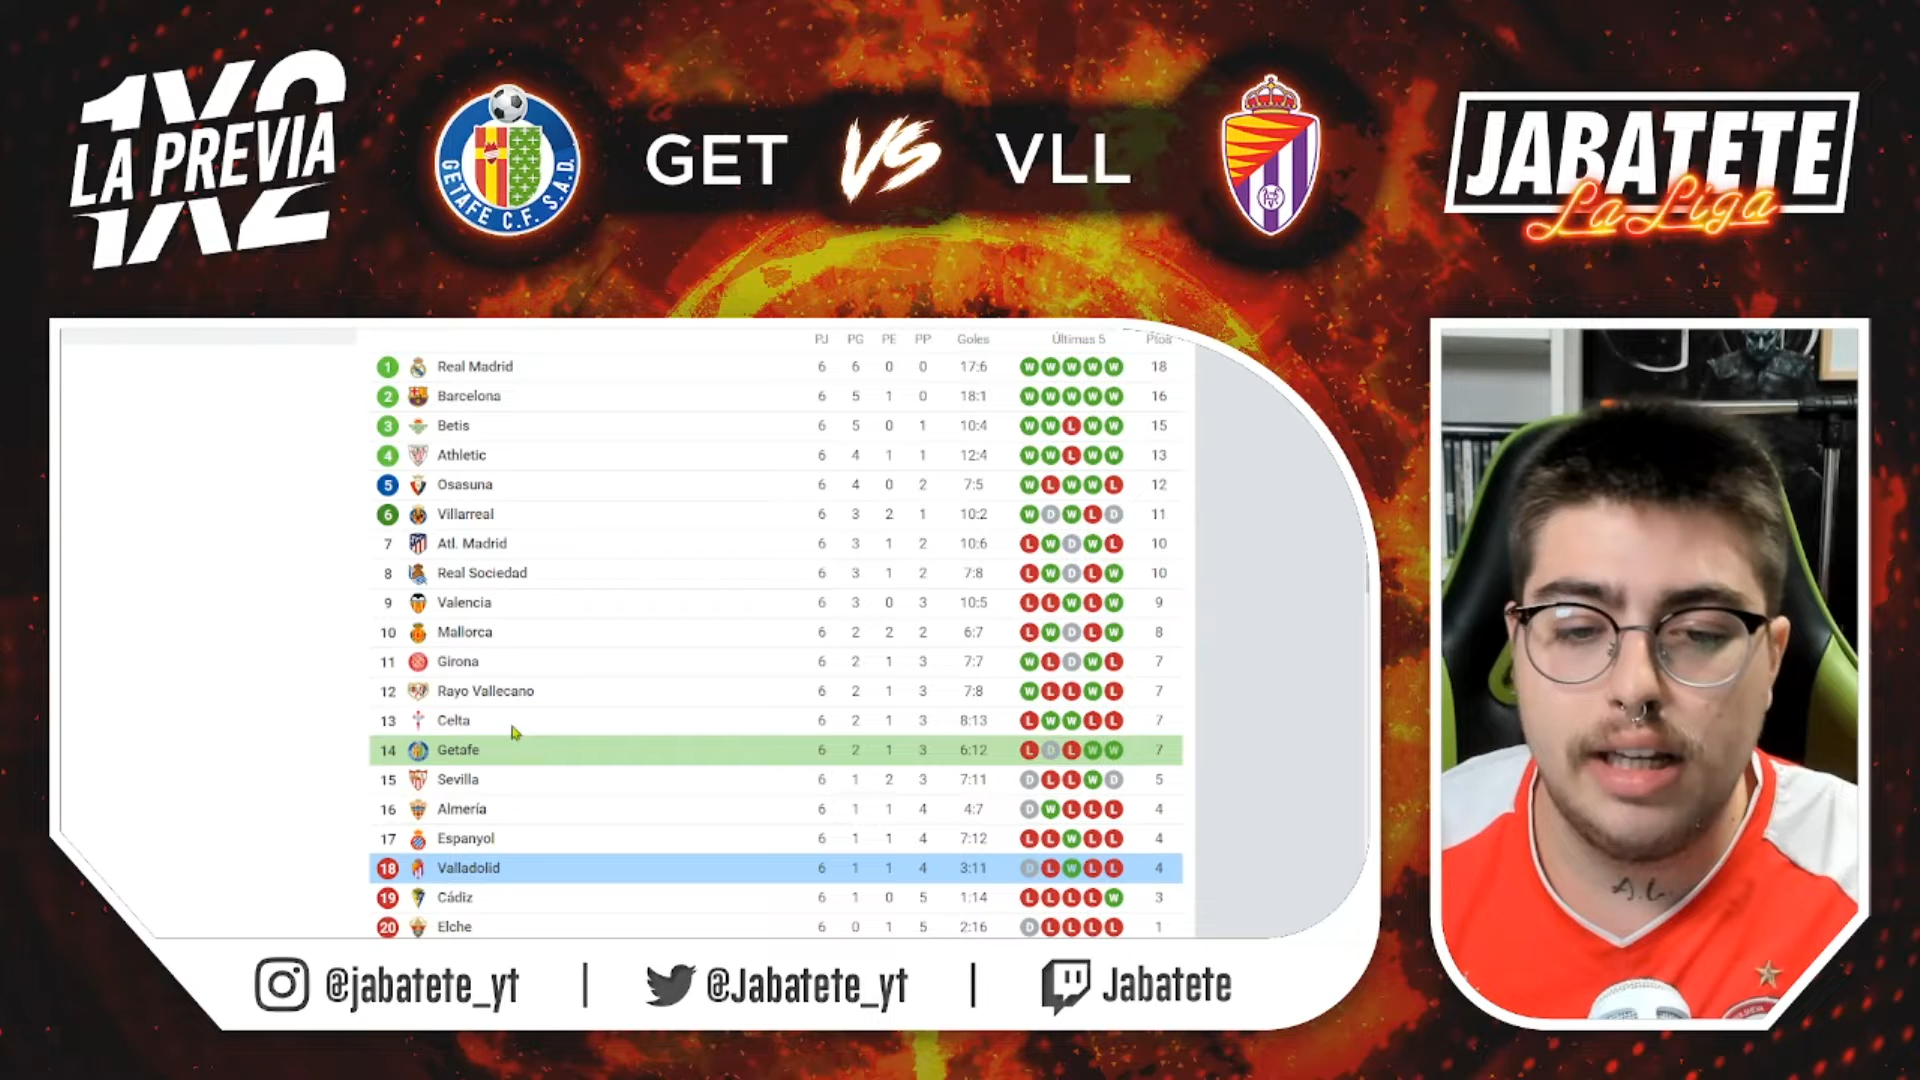 1X2
LA PREVIA
GETAFE C.F. S.A.D.
GET VS VLL
JABATETE
La Liga
PJ PG PE PP Goles Últimas 5 Ptos
1 Real Madrid 6 6 0 0 17:6 W W W W W 18
2 Barcelona 6 5 1 0 18:1 W W W W W 16
3 Betis 6 5 0 1 10:4 W W L W W 15
4 Athletic 6 4 1 1 12:4 W W L W W 13
5 Osasuna 6 4 0 2 7:5 W L W W L 12
6 Villarreal 6 3 2 1 10:2 W D W L D 11
7 Atl. Madrid 6 3 1 2 10:6 L W D W L 10
8 Real Sociedad 6 3 1 2 7:8 L W D L W 10
9 Valencia 6 3 0 3 10:5 L L W L W 9
10 Mallorca 6 2 2 2 6:7 L W D L W 8
11 Girona 6 2 1 3 7:7 W L D W L 7
12 Rayo Vallecano 6 2 1 3 7:8 W L L W L 7
13 Celta 6 2 1 3 8:13 L W W L L 7
14 Getafe 6 2 1 3 6:12 L D L W W 7
15 Sevilla 6 1 2 3 7:11 D L L W D 5
16 Almería 6 1 1 4 4:7 D W L L L 4
17 Espanyol 6 1 1 4 7:12 L L W L L 4
18 Valladolid 6 1 1 4 3:11 D L W L L 4
19 Cádiz 6 1 0 5 1:14 L L L L W 3
20 Elche 6 0 1 5 2:16 D L L L L 1
@jabatete_yt | @Jabatete_yt | Jabatete